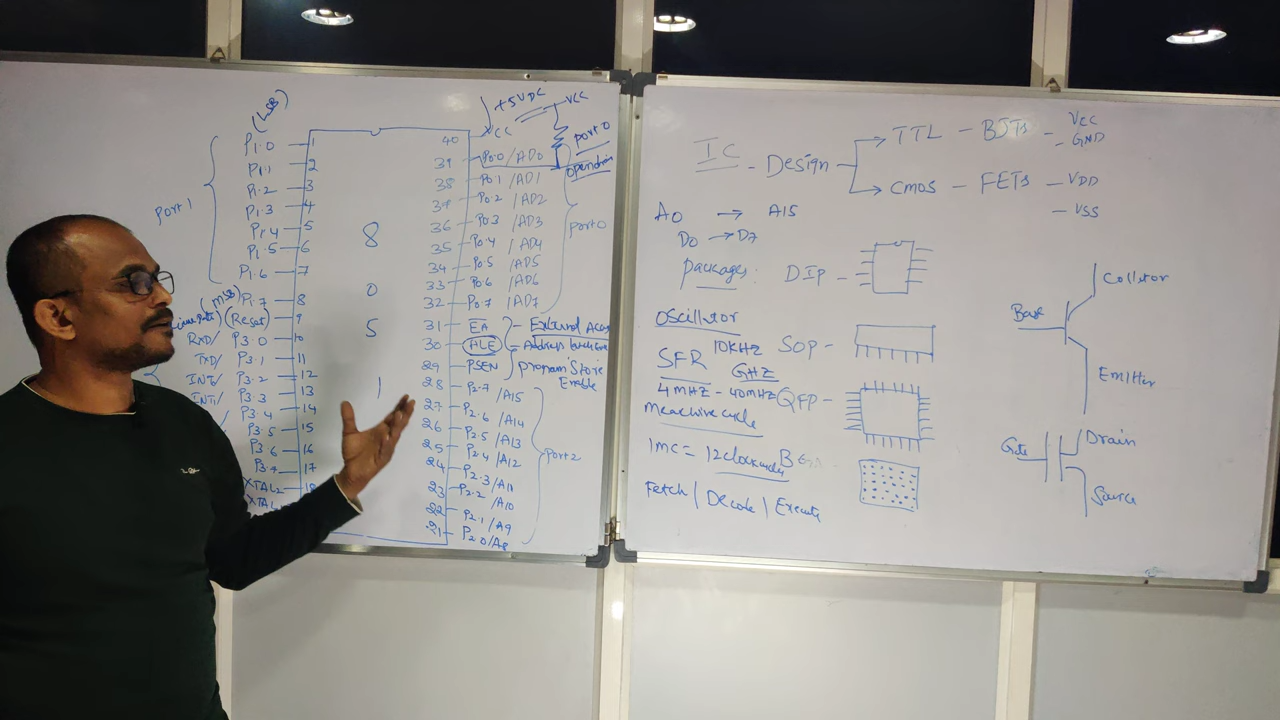 (LSB)
+5VDC
VCC
VCC
Port 0
Opendrain
Port 1
P1.0
1
P1.1
2
P1.2
3
P1.3
4
P1.4
5
P1.5
6
P1.6
7
(MSB)
P1.7
8
(Reset)
9
RXD/
P3.0
10
TXD/
P3.1
11
INT0/
P3.2
12
INT1/
P3.3
13
P3.4
14
P3.5
15
P3.6
16
P3.7
17
XTAL2
18
8
0
5
1
40
39
P0.0/AD0
38
P0.1/AD1
37
P0.2/AD2
36
P0.3/AD3
35
P0.4/AD4
34
P0.5/AD5
33
P0.6/AD6
32
P0.7/AD7
Port 0
31
EA
External
30
ALE
29
PSEN
program Store
Enable
28
P2.7/A15
27
P2.6/A14
26
P2.5/A13
25
P2.4/A12
24
P2.3/A11
23
P2.2/A10
22
P2.1/A9
21
P2.0/A8
Port 2
IC - Design
TTL - BJTs - VCC
- GND
CMOS - FETs - VDD
- VSS
A0 → A15
D0 → D7
packages: DIP -
Oscillutor
10KHZ
GHZ
SOP -
SFR
4MHZ - 40MHZ
QFP -
Meachive cycle
1MC = 12clockcycles
Fetch / Decode / Execute
Collutor
Base
Emitter
Gate
Drain
Source